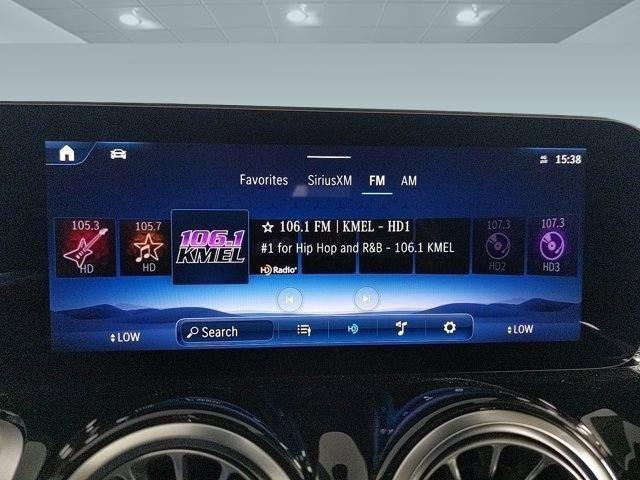 15:38
Favorites SiriusXM FM AM
105.3
HD
105.7
HD
106.1
KMEL
☆ 106.1 FM | KMEL - HD1
#1 for Hip Hop and R&B - 106.1 KMEL
HD Radio
107.3
HD2
107.3
HD3
LOW
Search
HD
LOW